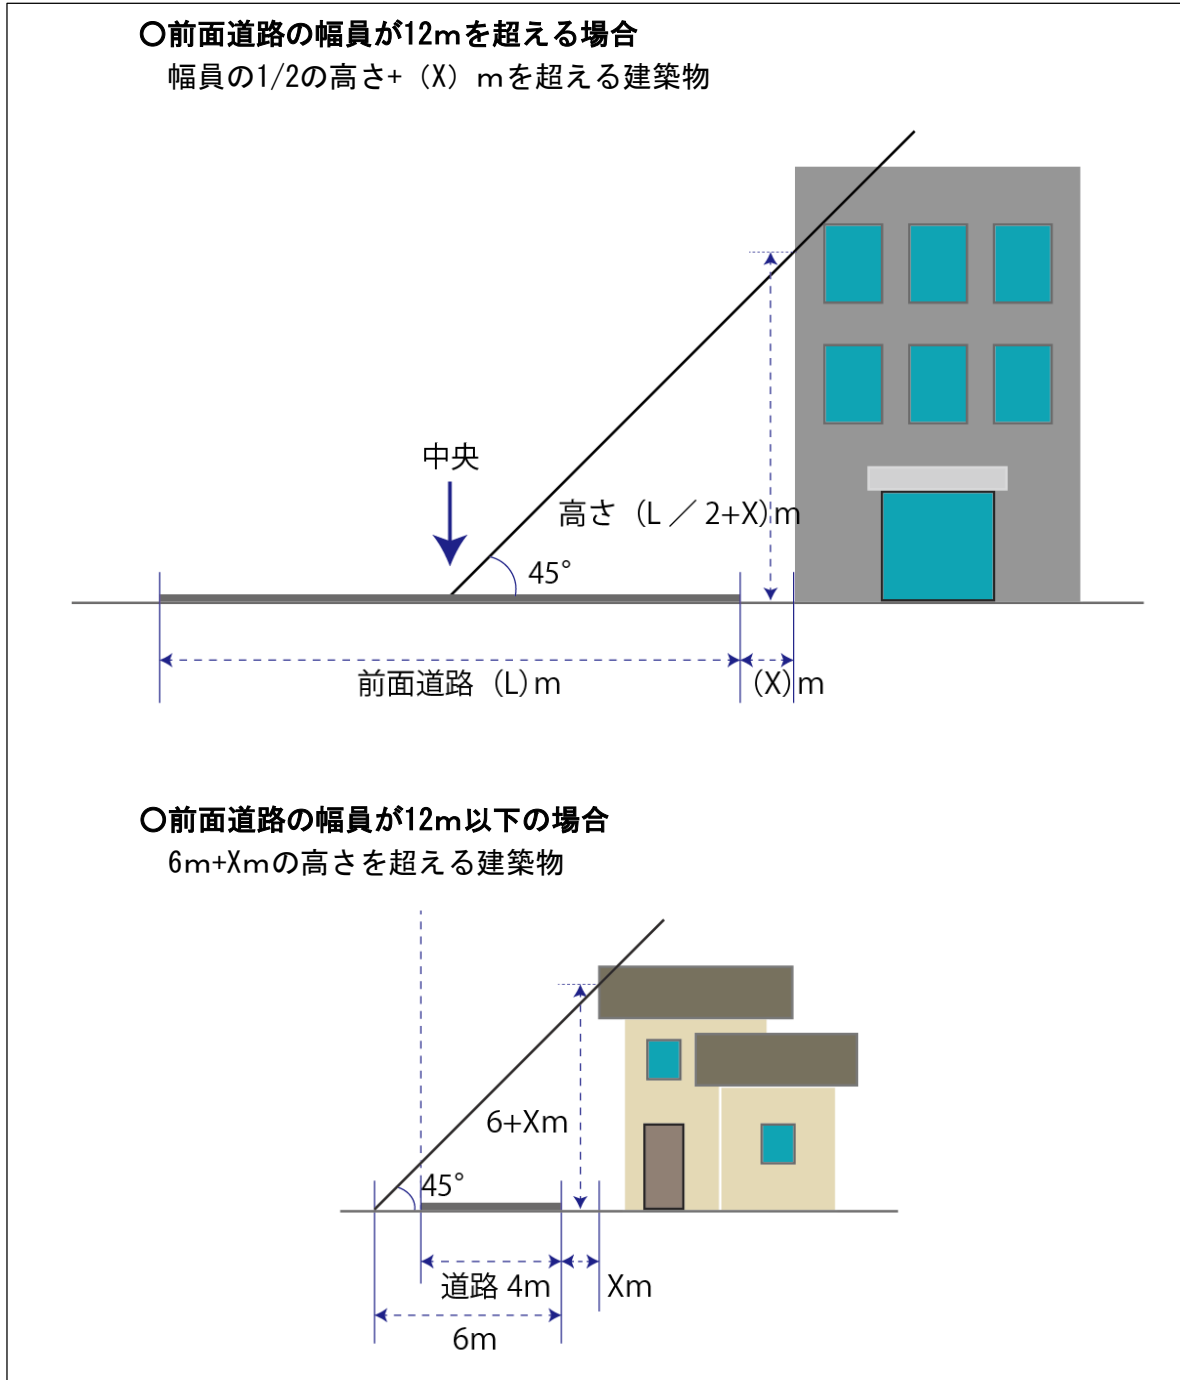 ○前面道路の幅員が12ｍを超える場合
幅員の1/2の高さ+（X）ｍを超える建築物
中央
高さ（L／2+X)m
45°
前面道路（L)m
(X)m
○前面道路の幅員が12ｍ以下の場合
6ｍ+Xｍの高さを超える建築物
6+Xm
45°
道路 4m
Xm
6m